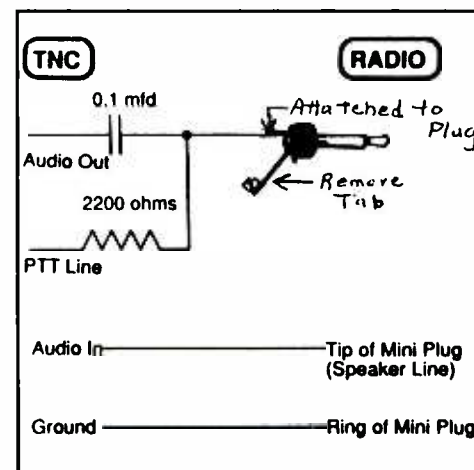 TNC
RADIO
0.1 mfd
Attatched to
Plug
Audio Out
Remove
Tab
2200 ohms
PTT Line
Audio In
Tip of Mini Plug
(Speaker Line)
Ground
Ring of Mini Plug